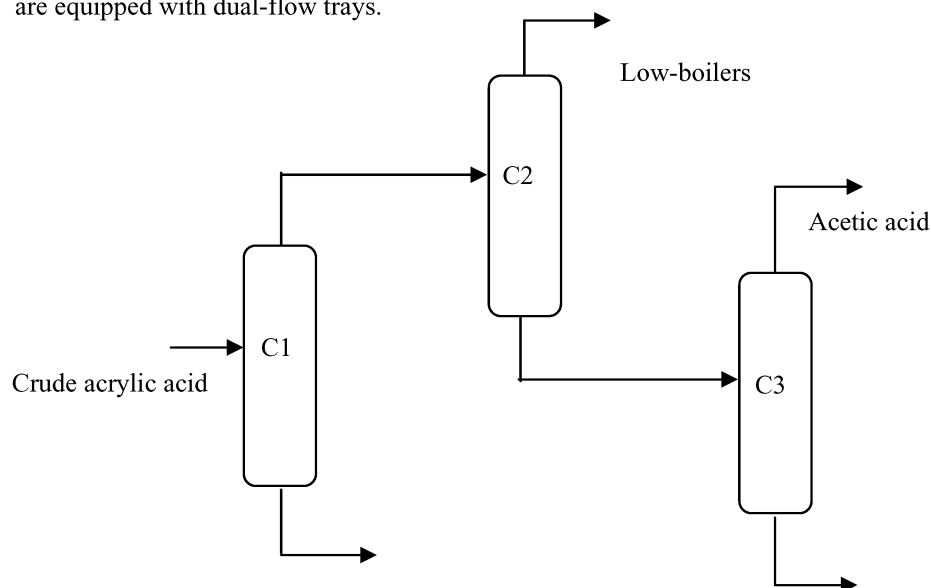 are equipped with dual-flow trays.
Low-boilers
C2
Acetic acid
C1
Crude acrylic acid
C3